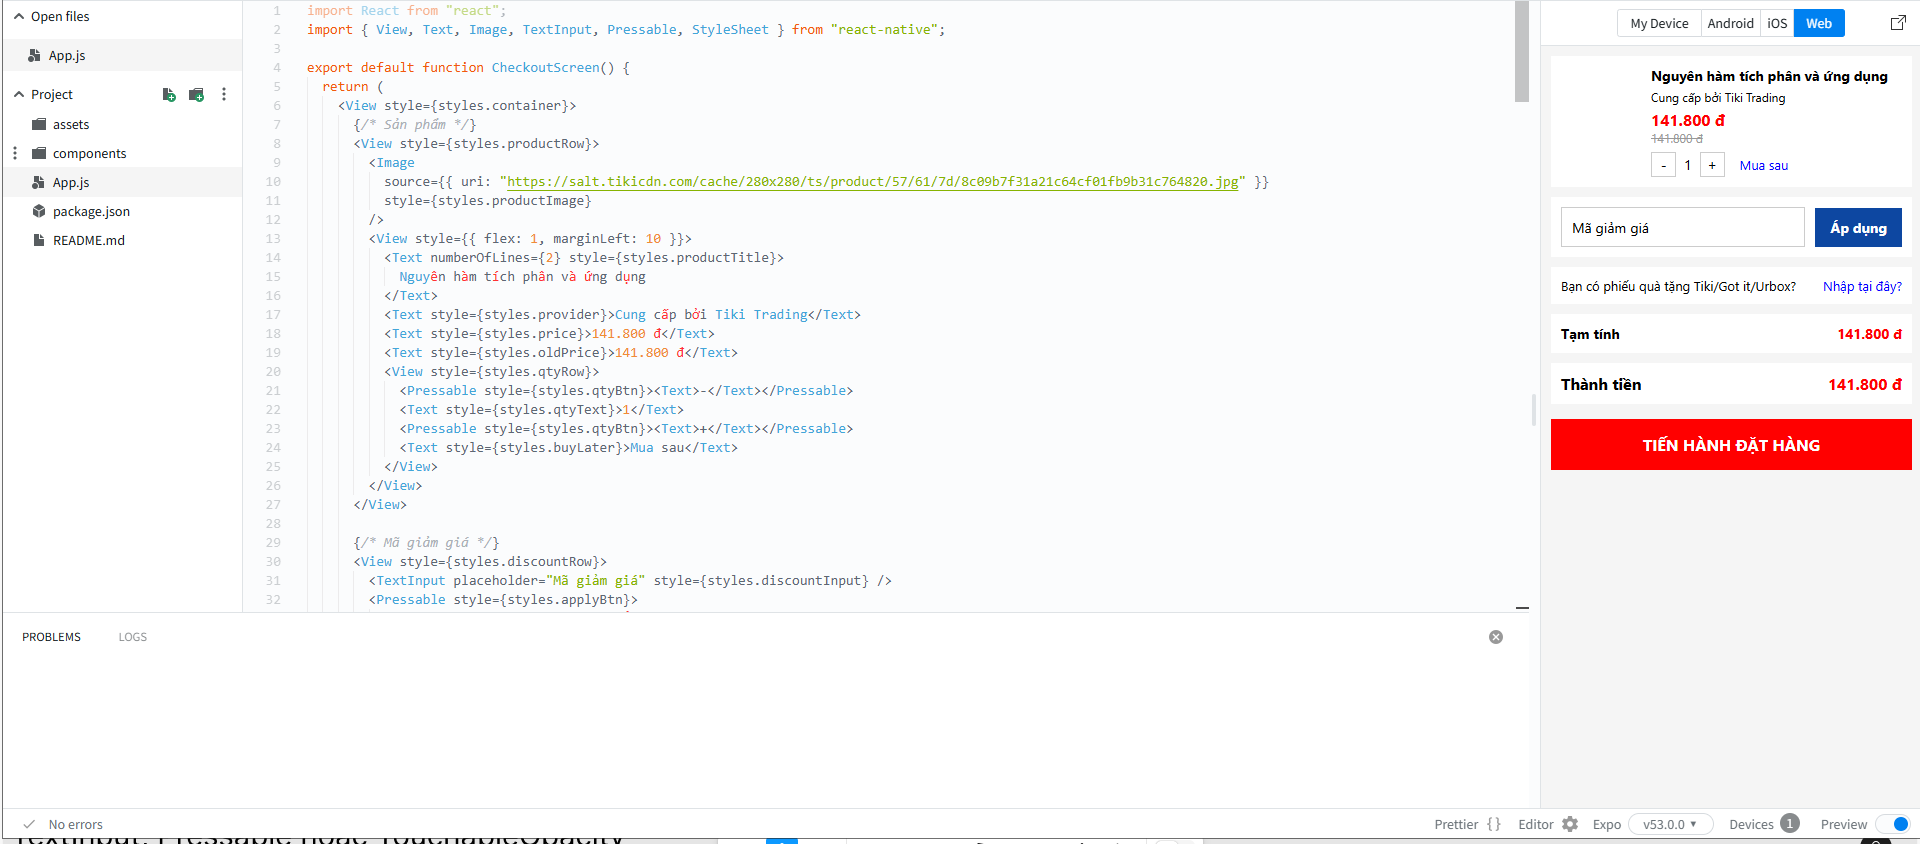 Open files
App.js
Project
assets
components
App.js
package.json
README.md
1 import React from "react";
2 import { View, Text, Image, TextInput, Pressable, StyleSheet } from "react-native";
3
4 export default function CheckoutScreen() {
5 return (
6 <View style={styles.container}>
7 {/* Sản phẩm */}
8 <View style={styles.productRow}>
9 <Image
10 source={{ uri: "https://salt.tikicdn.com/cache/280x280/ts/product/57/61/7d/8c09b7f31a21c64cf01fb9b31c764820.jpg" }}
11 style={styles.productImage}
12 />
13 <View style={{ flex: 1, marginLeft: 10 }}>
14 <Text numberOfLines={2} style={styles.productTitle}>
15 Nguyên hàm tích phân và ứng dụng
16 </Text>
17 <Text style={styles.provider}>Cung cấp bởi Tiki Trading</Text>
18 <Text style={styles.price}>141.800 đ</Text>
19 <Text style={styles.oldPrice}>141.800 đ</Text>
20 <View style={styles.qtyRow}>
21 <Pressable style={styles.qtyBtn}><Text>-</Text></Pressable>
22 <Text style={styles.qtyText}>1</Text>
23 <Pressable style={styles.qtyBtn}><Text>+</Text></Pressable>
24 <Text style={styles.buyLater}>Mua sau</Text>
25 </View>
26 </View>
27 </View>
28
29 {/* Mã giảm giá */}
30 <View style={styles.discountRow}>
31 <TextInput placeholder="Mã giảm giá" style={styles.discountInput} />
32 <Pressable style={styles.applyBtn}>
PROBLEMS LOGS
My Device Android iOS Web
Nguyên hàm tích phân và ứng dụng
Cung cấp bởi Tiki Trading
141.800 đ
141.800 đ
- 1 + Mua sau
Mã giảm giá Áp dụng
Bạn có phiếu quà tặng Tiki/Got it/Urbox? Nhập tại đây?
Tạm tính 141.800 đ
Thành tiền 141.800 đ
TIẾN HÀNH ĐẶT HÀNG
No errors Prettier {} Editor Expo v53.0.0 Devices 1 Preview
TextInput, Pressable hoặc TouchableOpacity